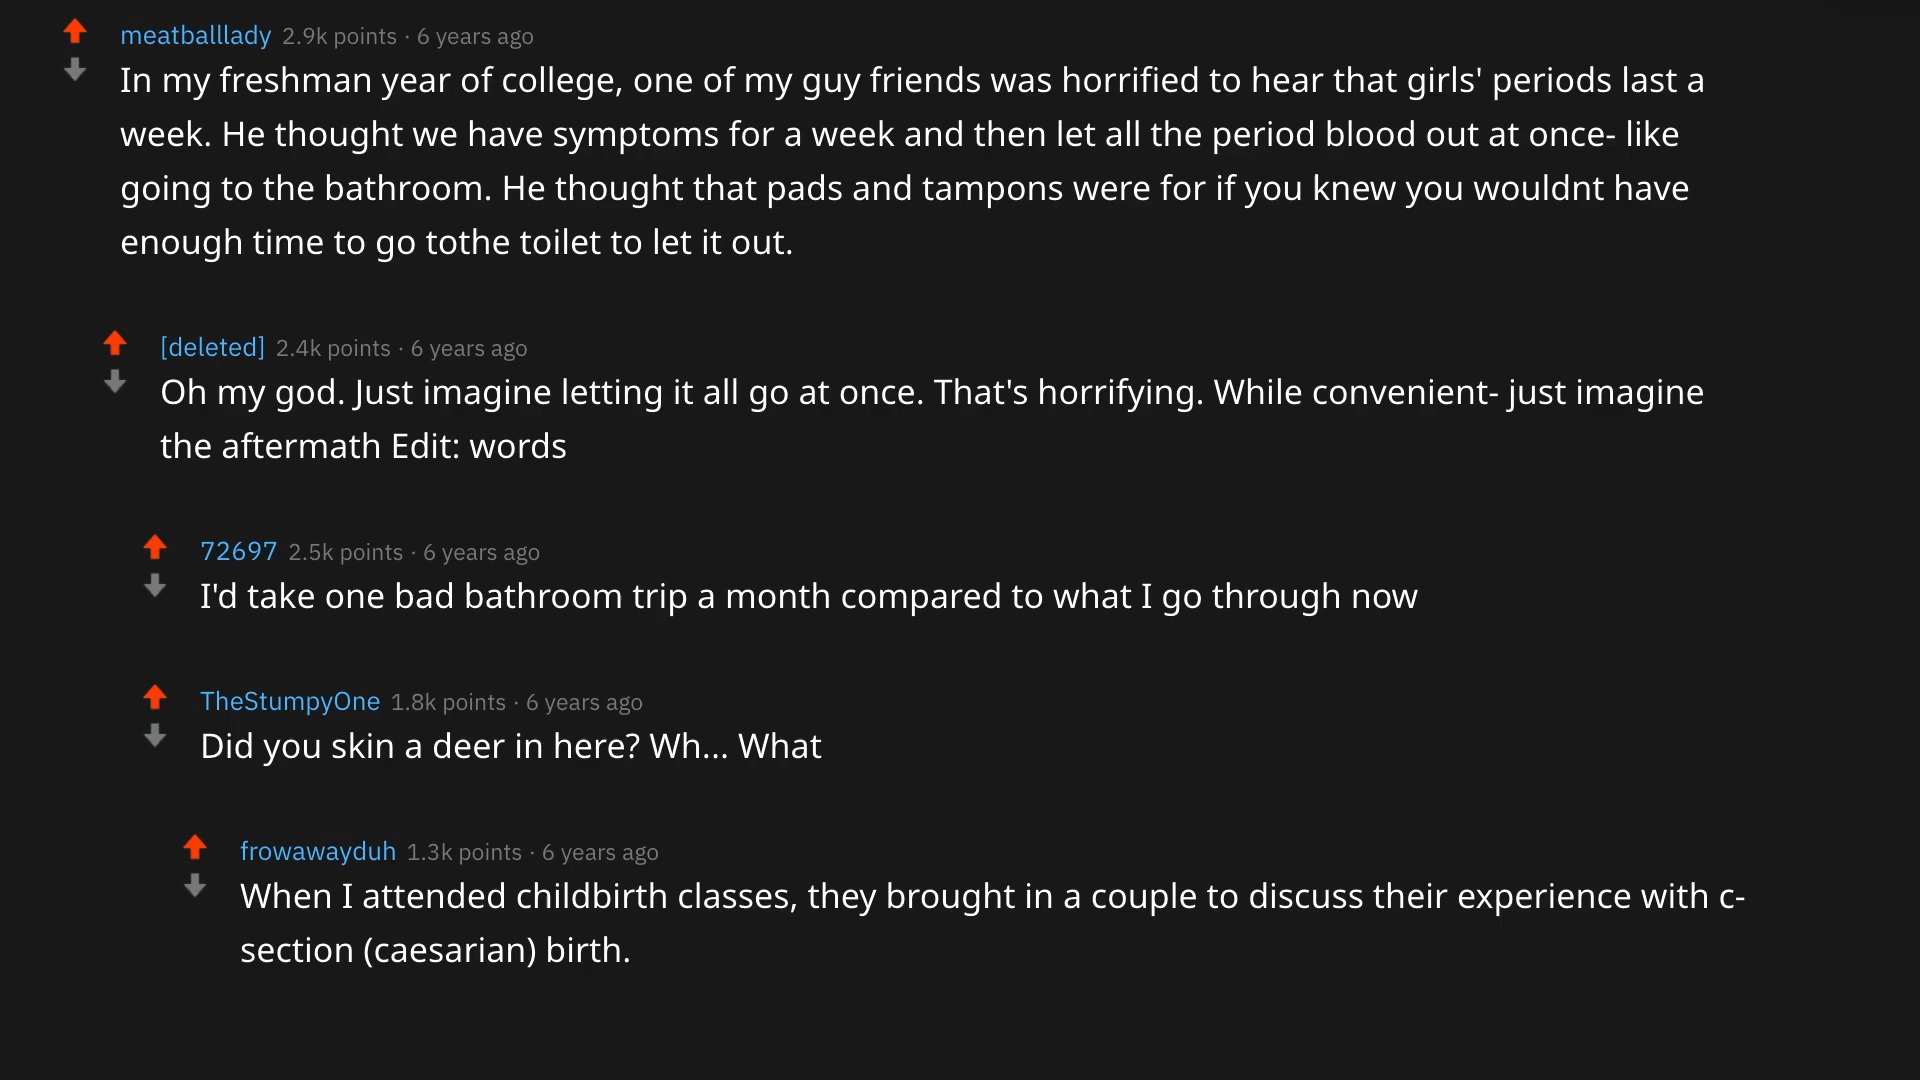 meatballlady 2.9k points · 6 years ago
In my freshman year of college, one of my guy friends was horrified to hear that girls' periods last a
week. He thought we have symptoms for a week and then let all the period blood out at once- like
going to the bathroom. He thought that pads and tampons were for if you knew you wouldnt have
enough time to go tothe toilet to let it out.
[deleted] 2.4k points · 6 years ago
Oh my god. Just imagine letting it all go at once. That's horrifying. While convenient- just imagine
the aftermath Edit: words
72697 2.5k points · 6 years ago
I'd take one bad bathroom trip a month compared to what I go through now
TheStumpyOne 1.8k points · 6 years ago
Did you skin a deer in here? Wh... What
frowawayduh 1.3k points · 6 years ago
When I attended childbirth classes, they brought in a couple to discuss their experience with c-
section (caesarian) birth.